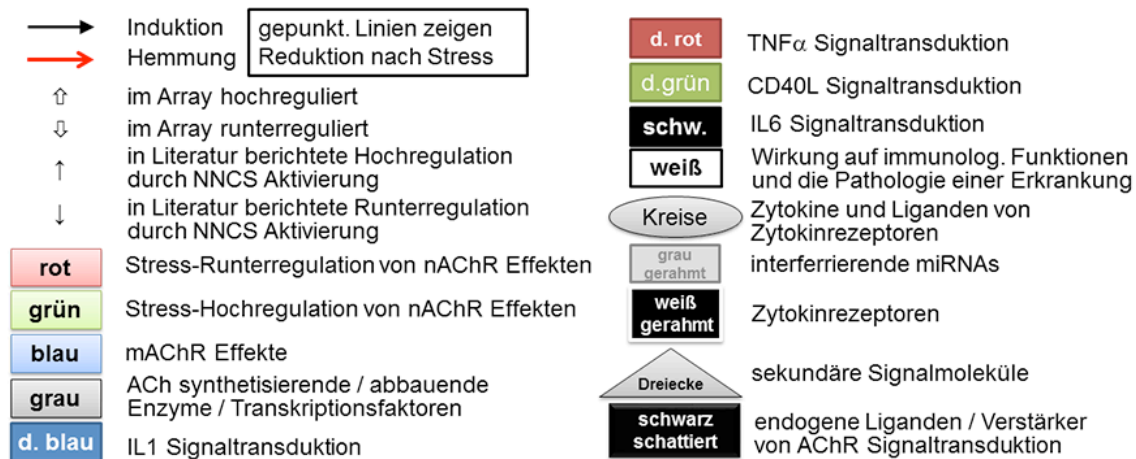 Induktion
Hemmung
gepunkt. Linien zeigen
Reduktion nach Stress
⇧ im Array hochreguliert
⇩ im Array runterreguliert
↑ in Literatur berichtete Hochregulation
durch NNCS Aktivierung
↓ in Literatur berichtete Runterregulation
durch NNCS Aktivierung
rot Stress-Runterregulation von nAChR Effekten
grün Stress-Hochregulation von nAChR Effekten
blau mAChR Effekte
grau ACh synthetisierende / abbauende
Enzyme / Transkriptionsfaktoren
d. blau IL1 Signaltransduktion
d. rot TNFα Signaltransduktion
d.grün CD40L Signaltransduktion
schw. IL6 Signaltransduktion
weiß Wirkung auf immunolog. Funktionen
und die Pathologie einer Erkrankung
Kreise Zytokine und Liganden von
Zytokinrezeptoren
grau
gerahmt
interferrierende miRNAs
weiß
gerahmt
Zytokinrezeptoren
Dreiecke sekundäre Signalmoleküle
schwarz
schattiert
endogene Liganden / Verstärker
von AChR Signaltransduktion